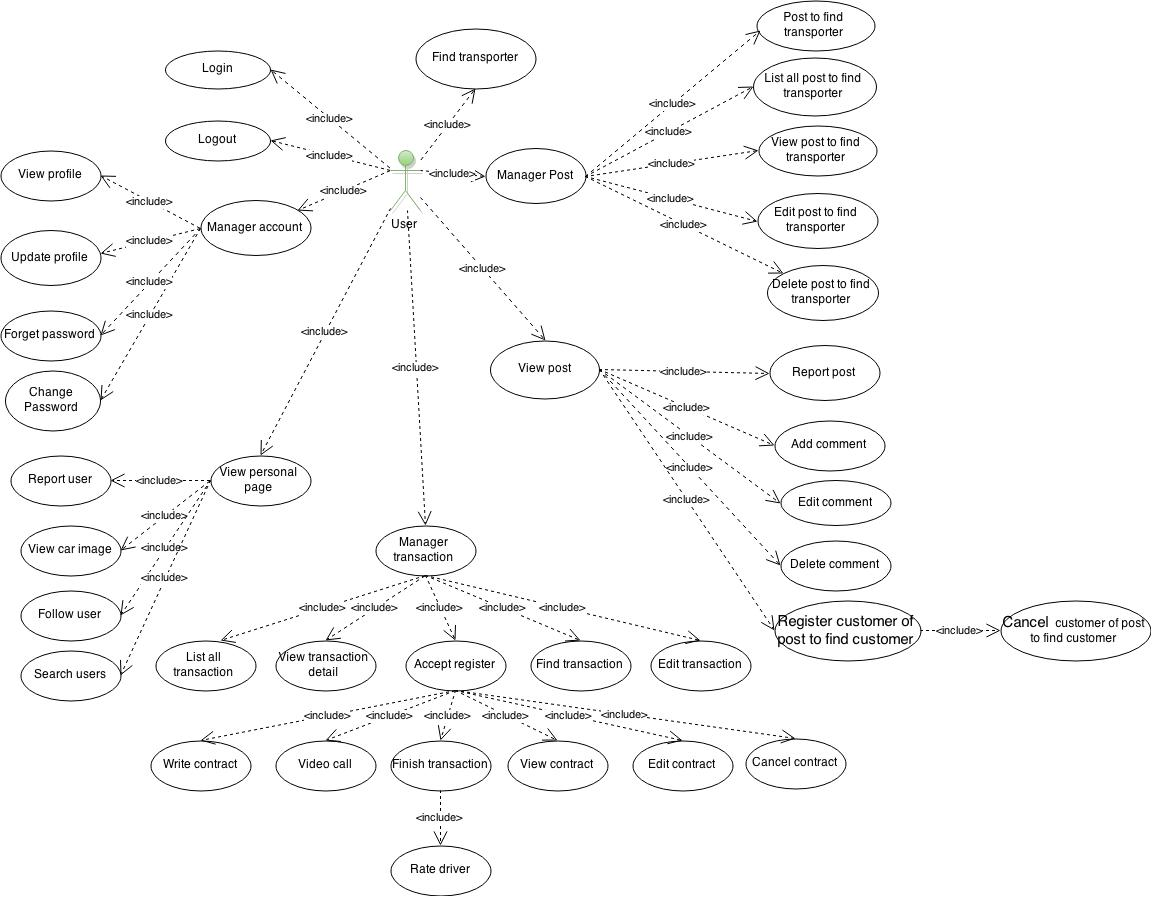 Post to find
transporter
Find transporter
Login
List all post to find
transporter
<include>
<include>
<include>
Logout
<include>
View post to find
transporter
<include>
<include>
View profile
<include>
Manager Post
<include>
<include>
<include>
Edit post to find
transporter
User
Manager account
<include>
Update profile
<include>
<include>
<include>
Delete post to find
transporter
<include>
Forget password
<include>
<include>
View post
<include>
Report post
Change
Password
<include>
Add comment
<include>
View personal
page
<include>
Report user
<include>
<include>
Edit comment
<include>
Manager
transaction
View car image
<include>
Delete comment
<include>
Follow user
<include>
<include>
<include>
<include>
<include>
Register customer of
post to find customer
<include>
Cancel customer of post
to find customer
Search users
List all
transaction
View transaction
detail
Accept register
Find transaction
Edit transaction
<include>
<include>
<include>
<include>
<include>
<include>
Write contract
Video call
Finish transaction
View contract
Edit contract
Cancel contract
<include>
Rate driver